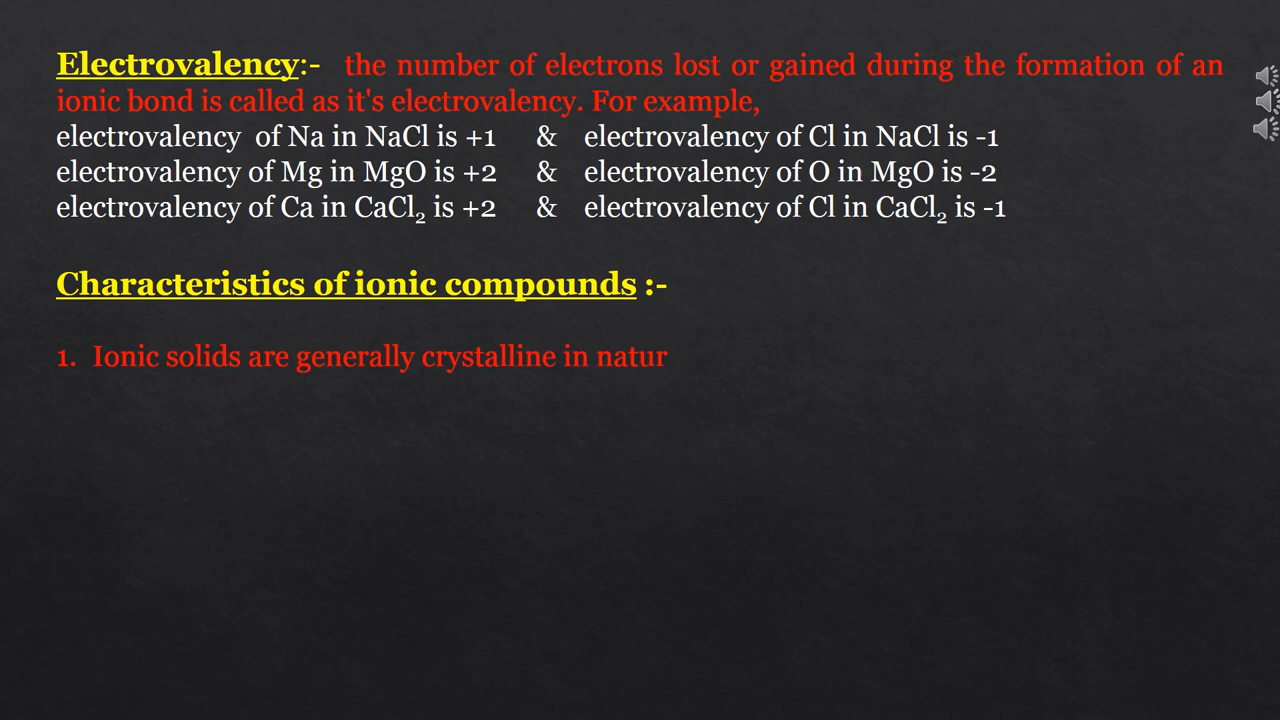 Electrovalency:- the number of electrons lost or gained during the formation of an
ionic bond is called as it's electrovalency. For example,
electrovalency of Na in NaCl is +1 & electrovalency of Cl in NaCl is -1
electrovalency of Mg in MgO is +2 & electrovalency of O in MgO is -2
electrovalency of Ca in CaCl₂ is +2 & electrovalency of Cl in CaCl₂ is -1
Characteristics of ionic compounds :-
1. Ionic solids are generally crystalline in natur